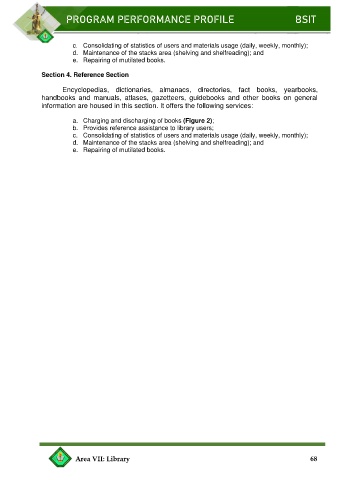 PROGRAM PERFORMANCE PROFILE BSIT
c. Consolidating of statistics of users and materials usage (daily, weekly, monthly);
d. Maintenance of the stacks area (shelving and shelfreading); and
e. Repairing of mutilated books.
Section 4. Reference Section
Encyclopedias, dictionaries, almanacs, directories, fact books, yearbooks,
handbooks and manuals, atlases, gazetteers, guidebooks and other books on general
information are housed in this section. It offers the following services:
a. Charging and discharging of books (Figure 2);
b. Provides reference assistance to library users;
c. Consolidating of statistics of users and materials usage (daily, weekly, monthly);
d. Maintenance of the stacks area (shelving and shelfreading); and
e. Repairing of mutilated books.
Area VII: Library 68